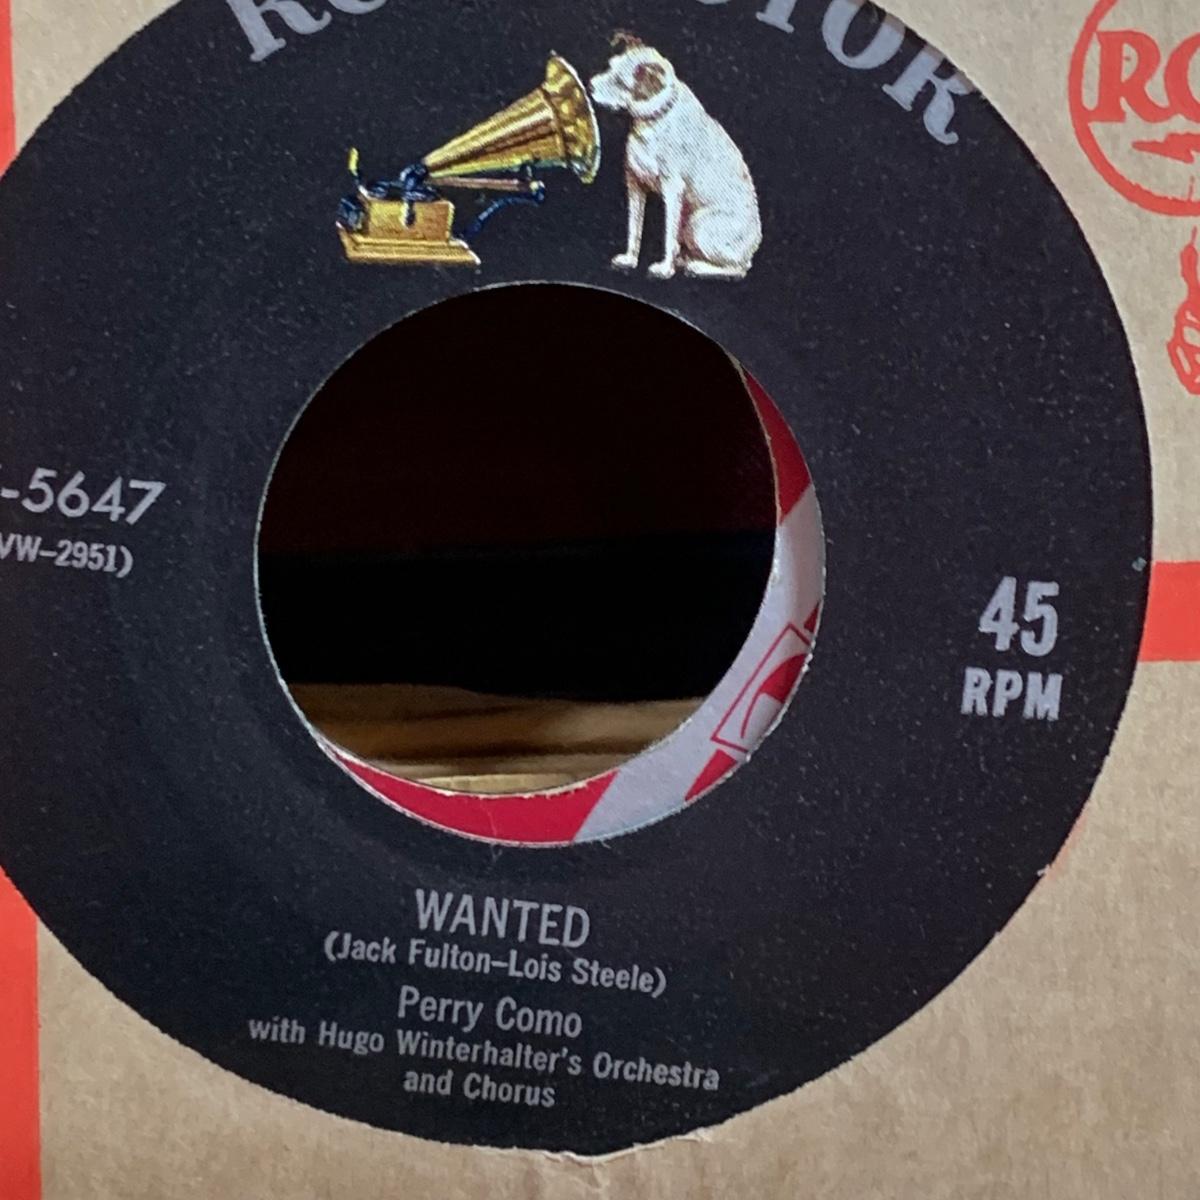 -5647
VW-2951)
45
RPM
WANTED
(Jack Fulton-Lois Steele)
Perry Como
with Hugo Winterhalter's Orchestra
and Chorus